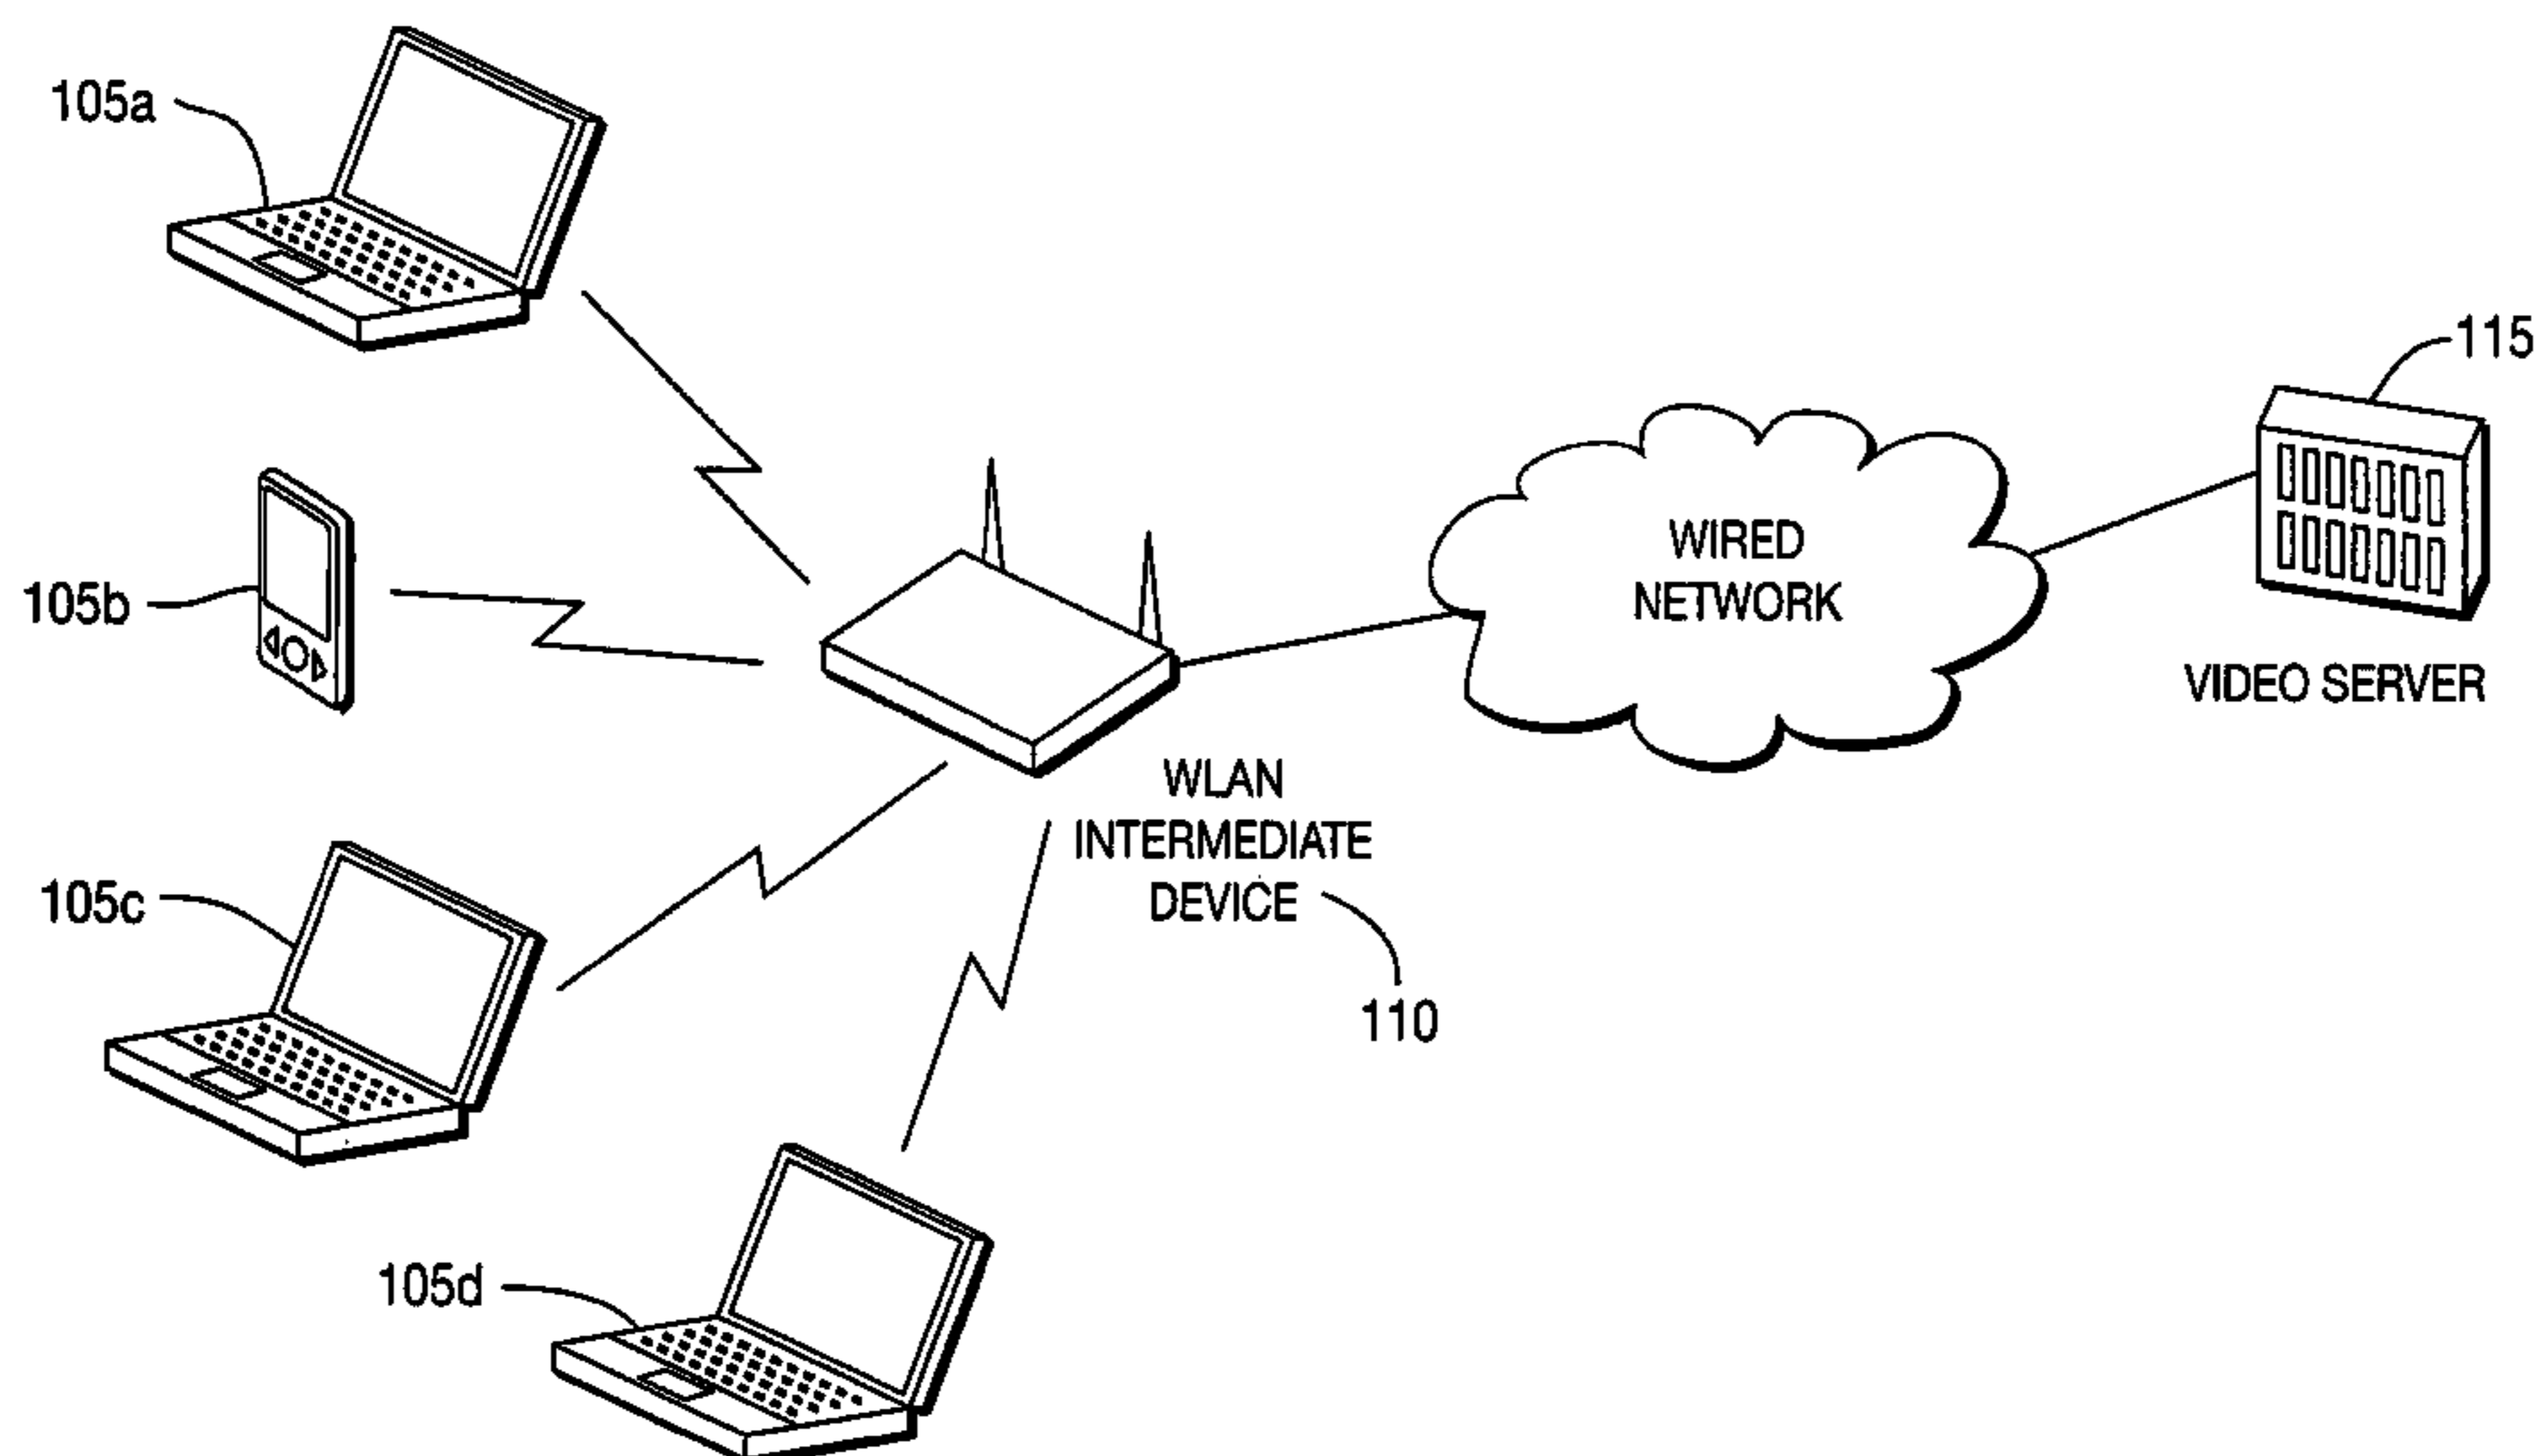 105a
115
WIRED
NETWORK
105b
VIDEO SERVER
WLAN
INTERMEDIATE
DEVICE
105c
110
105d